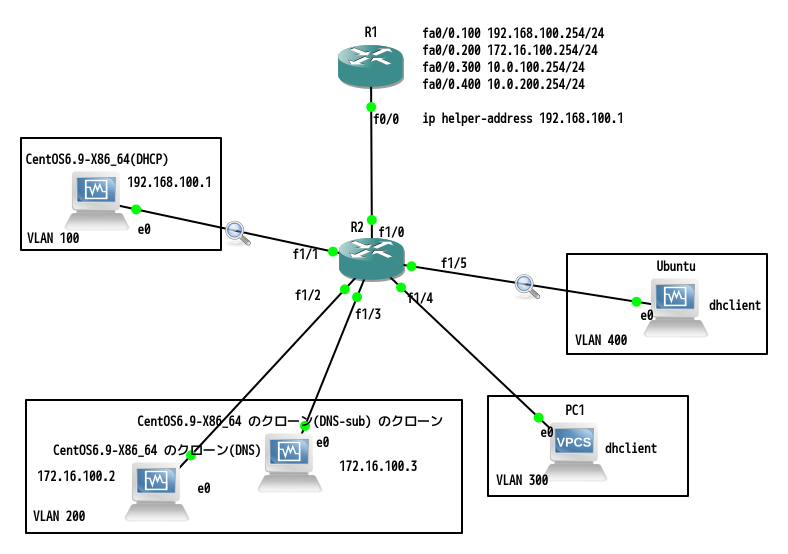 R1
fa0/0.100 192.168.100.254/24
fa0/0.200 172.16.100.254/24
fa0/0.300 10.0.100.254/24
fa0/0.400 10.0.200.254/24
f0/0
ip helper-address 192.168.100.1
CentOS6.9-X86_64(DHCP)
192.168.100.1
e0
VLAN 100
R2
f1/0
f1/1
f1/5
f1/2
f1/3
f1/4
Ubuntu
dhclient
e0
VLAN 400
CentOS6.9-X86_64 のクローン(DNS-sub) のクローン
e0
CentOS6.9-X86_64 のクローン(DNS)
172.16.100.3
172.16.100.2
e0
VLAN 200
PC1
e0
VPCS
dhclient
VLAN 300